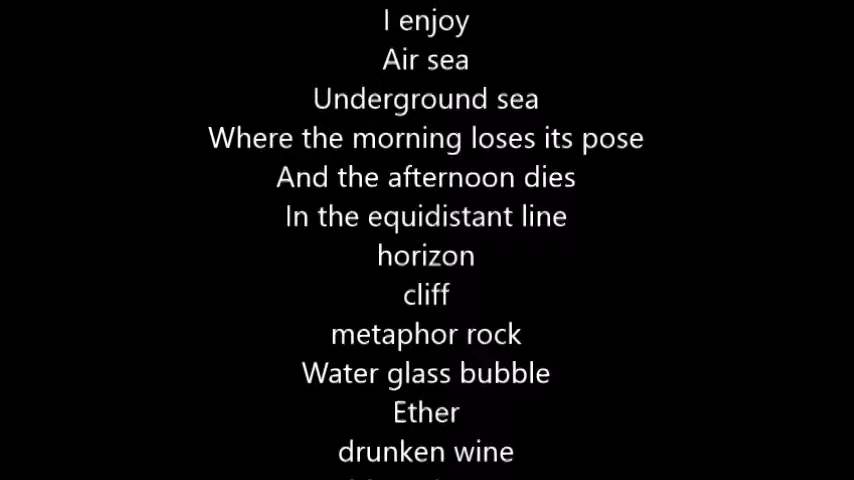 I enjoy
Air sea
Underground sea
Where the morning loses its pose
And the afternoon dies
In the equidistant line
horizon
cliff
metaphor rock
Water glass bubble
Ether
drunken wine